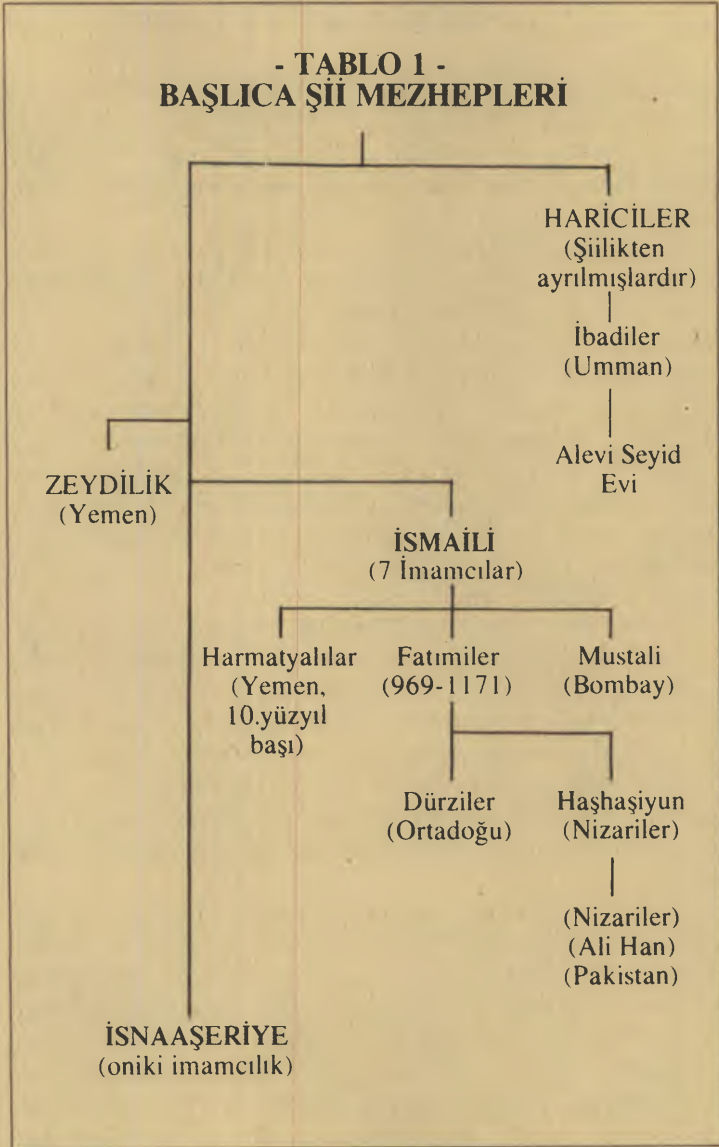 - TABLO 1 -
BAŞLICA Şİİ MEZHEPLERİ
HARİCİLER
(Şiilikten
ayrılmışlardır)
İbadiler
(Umman)
Alevi Seyid
Evi
ZEYDİLİK
(Yemen)
İSMAİLİ
(7 İmamcılar)
Harmatyalılar
(Yemen,
10.yüzyıl
başı)
Fatımiler
(969-1171)
Mustali
(Bombay)
Dürziler
(Ortadoğu)
Haşhaşiyun
(Nizariler)
(Nizariler)
(Ali Han)
(Pakistan)
İSNAAŞERİYE
(oniki imamcılık)